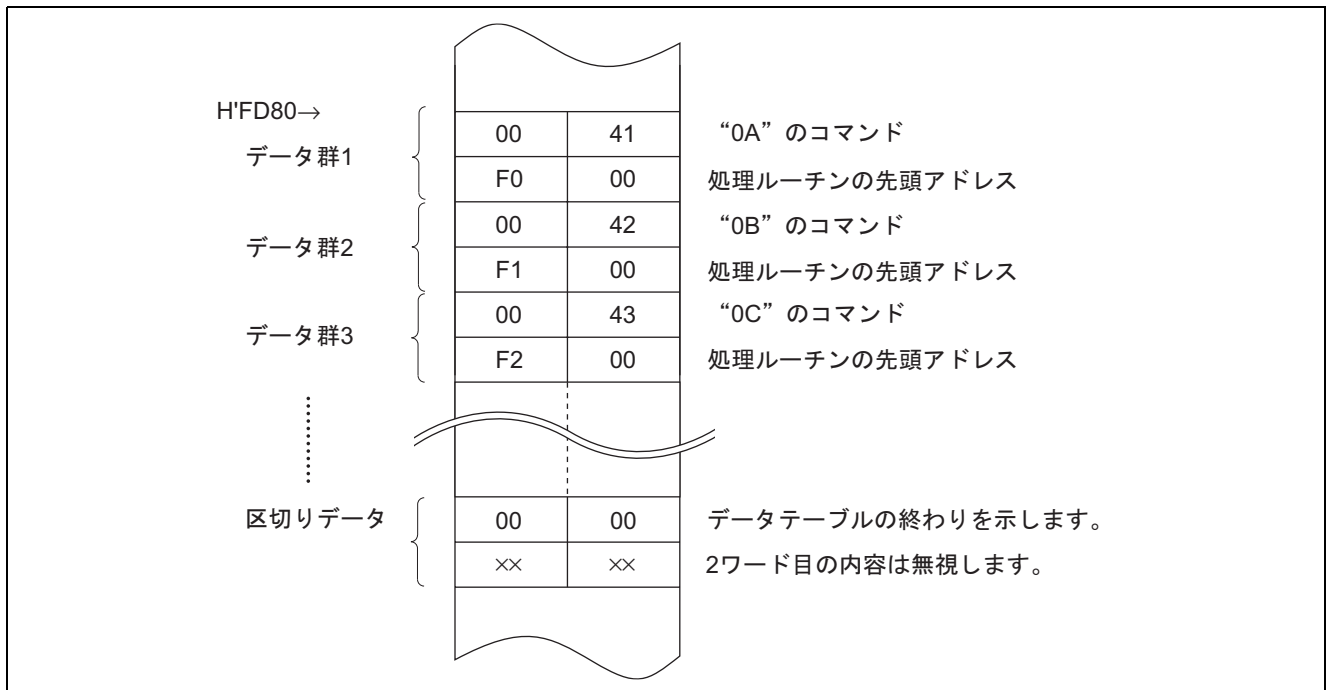 H'FD80→
データ群1
00 41 “0A”のコマンド
F0 00 処理ルーチンの先頭アドレス
データ群2
00 42 “0B”のコマンド
F1 00 処理ルーチンの先頭アドレス
データ群3
00 43 “0C”のコマンド
F2 00 処理ルーチンの先頭アドレス
区切りデータ
00 00 データテーブルの終わりを示します。
×× ×× 2ワード目の内容は無視します。